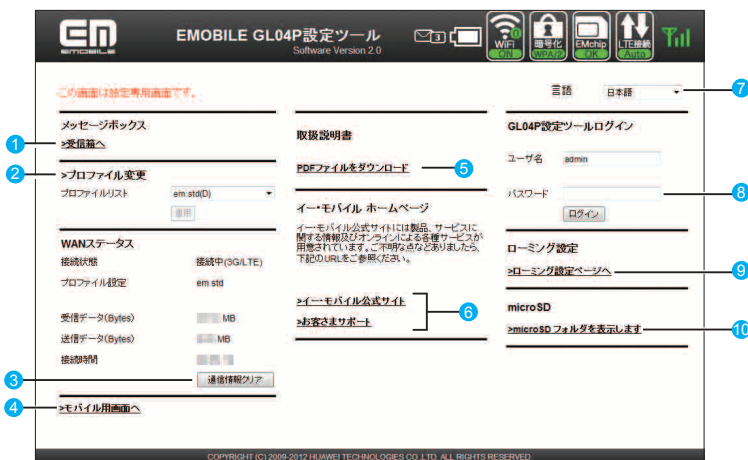 EM
EMOBILE
EMOBILE GL04P設定ツール
Software Version 2.0
3
WiFi
ON
暗号化
WPA/2
EMchip
OK
LTE接続
Auto
この画面は設定専用画面です。
言語
日本語
7
メッセージボックス
1
>受信箱へ
2
>プロファイル変更
プロファイルリスト
em std(D)
適用
WANステータス
接続状態
接続中(3G/LTE)
プロファイル設定
em std
受信データ(Bytes)
MB
送信データ(Bytes)
MB
接続時間
3
通信情報クリア
4
>モバイル用画面へ
取扱説明書
PDFファイルをダウンロード
5
イー・モバイル ホームページ
イー・モバイル公式サイトには製品、サービスに
関する情報及びオンラインによる各種サービスが
用意されています。ご不明な点などありましたら、
下記のURLをご参照ください。
>イー・モバイル公式サイト
>お客さまサポート
6
GL04P設定ツールログイン
ユーザ名
admin
パスワード
8
ログイン
ローミング設定
>ローミング設定ページへ
9
microSD
>microSDフォルダを表示します
10
COPYRIGHT (C) 2009-2012 HUAWEI TECHNOLOGIES CO.,LTD. ALL RIGHTS RESERVED